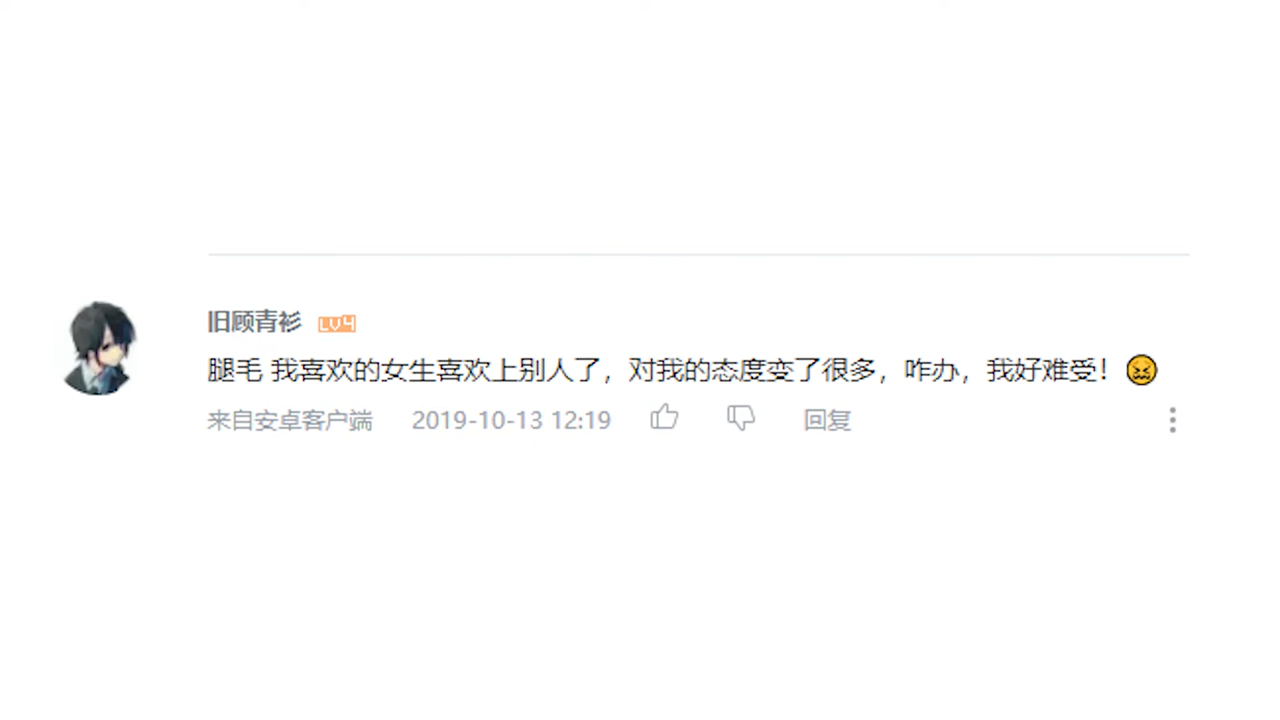 旧顾青衫 LV4
腿毛 我喜欢的女生喜欢上别人了，对我的态度变了很多，咋办，我好难受！😖
来自安卓客户端 2019-10-13 12:19 回复